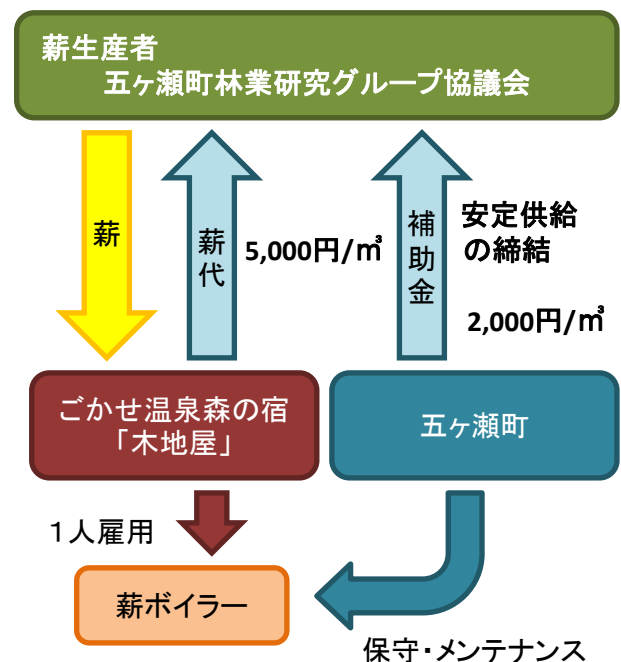 薪生産者
五ヶ瀬町林業研究グループ協議会
薪
薪代
5,000円/㎥
補助金
安定供給
の締結
2,000円/㎥
ごかせ温泉森の宿
「木地屋」
五ヶ瀬町
１人雇用
薪ボイラー
保守・メンテナンス